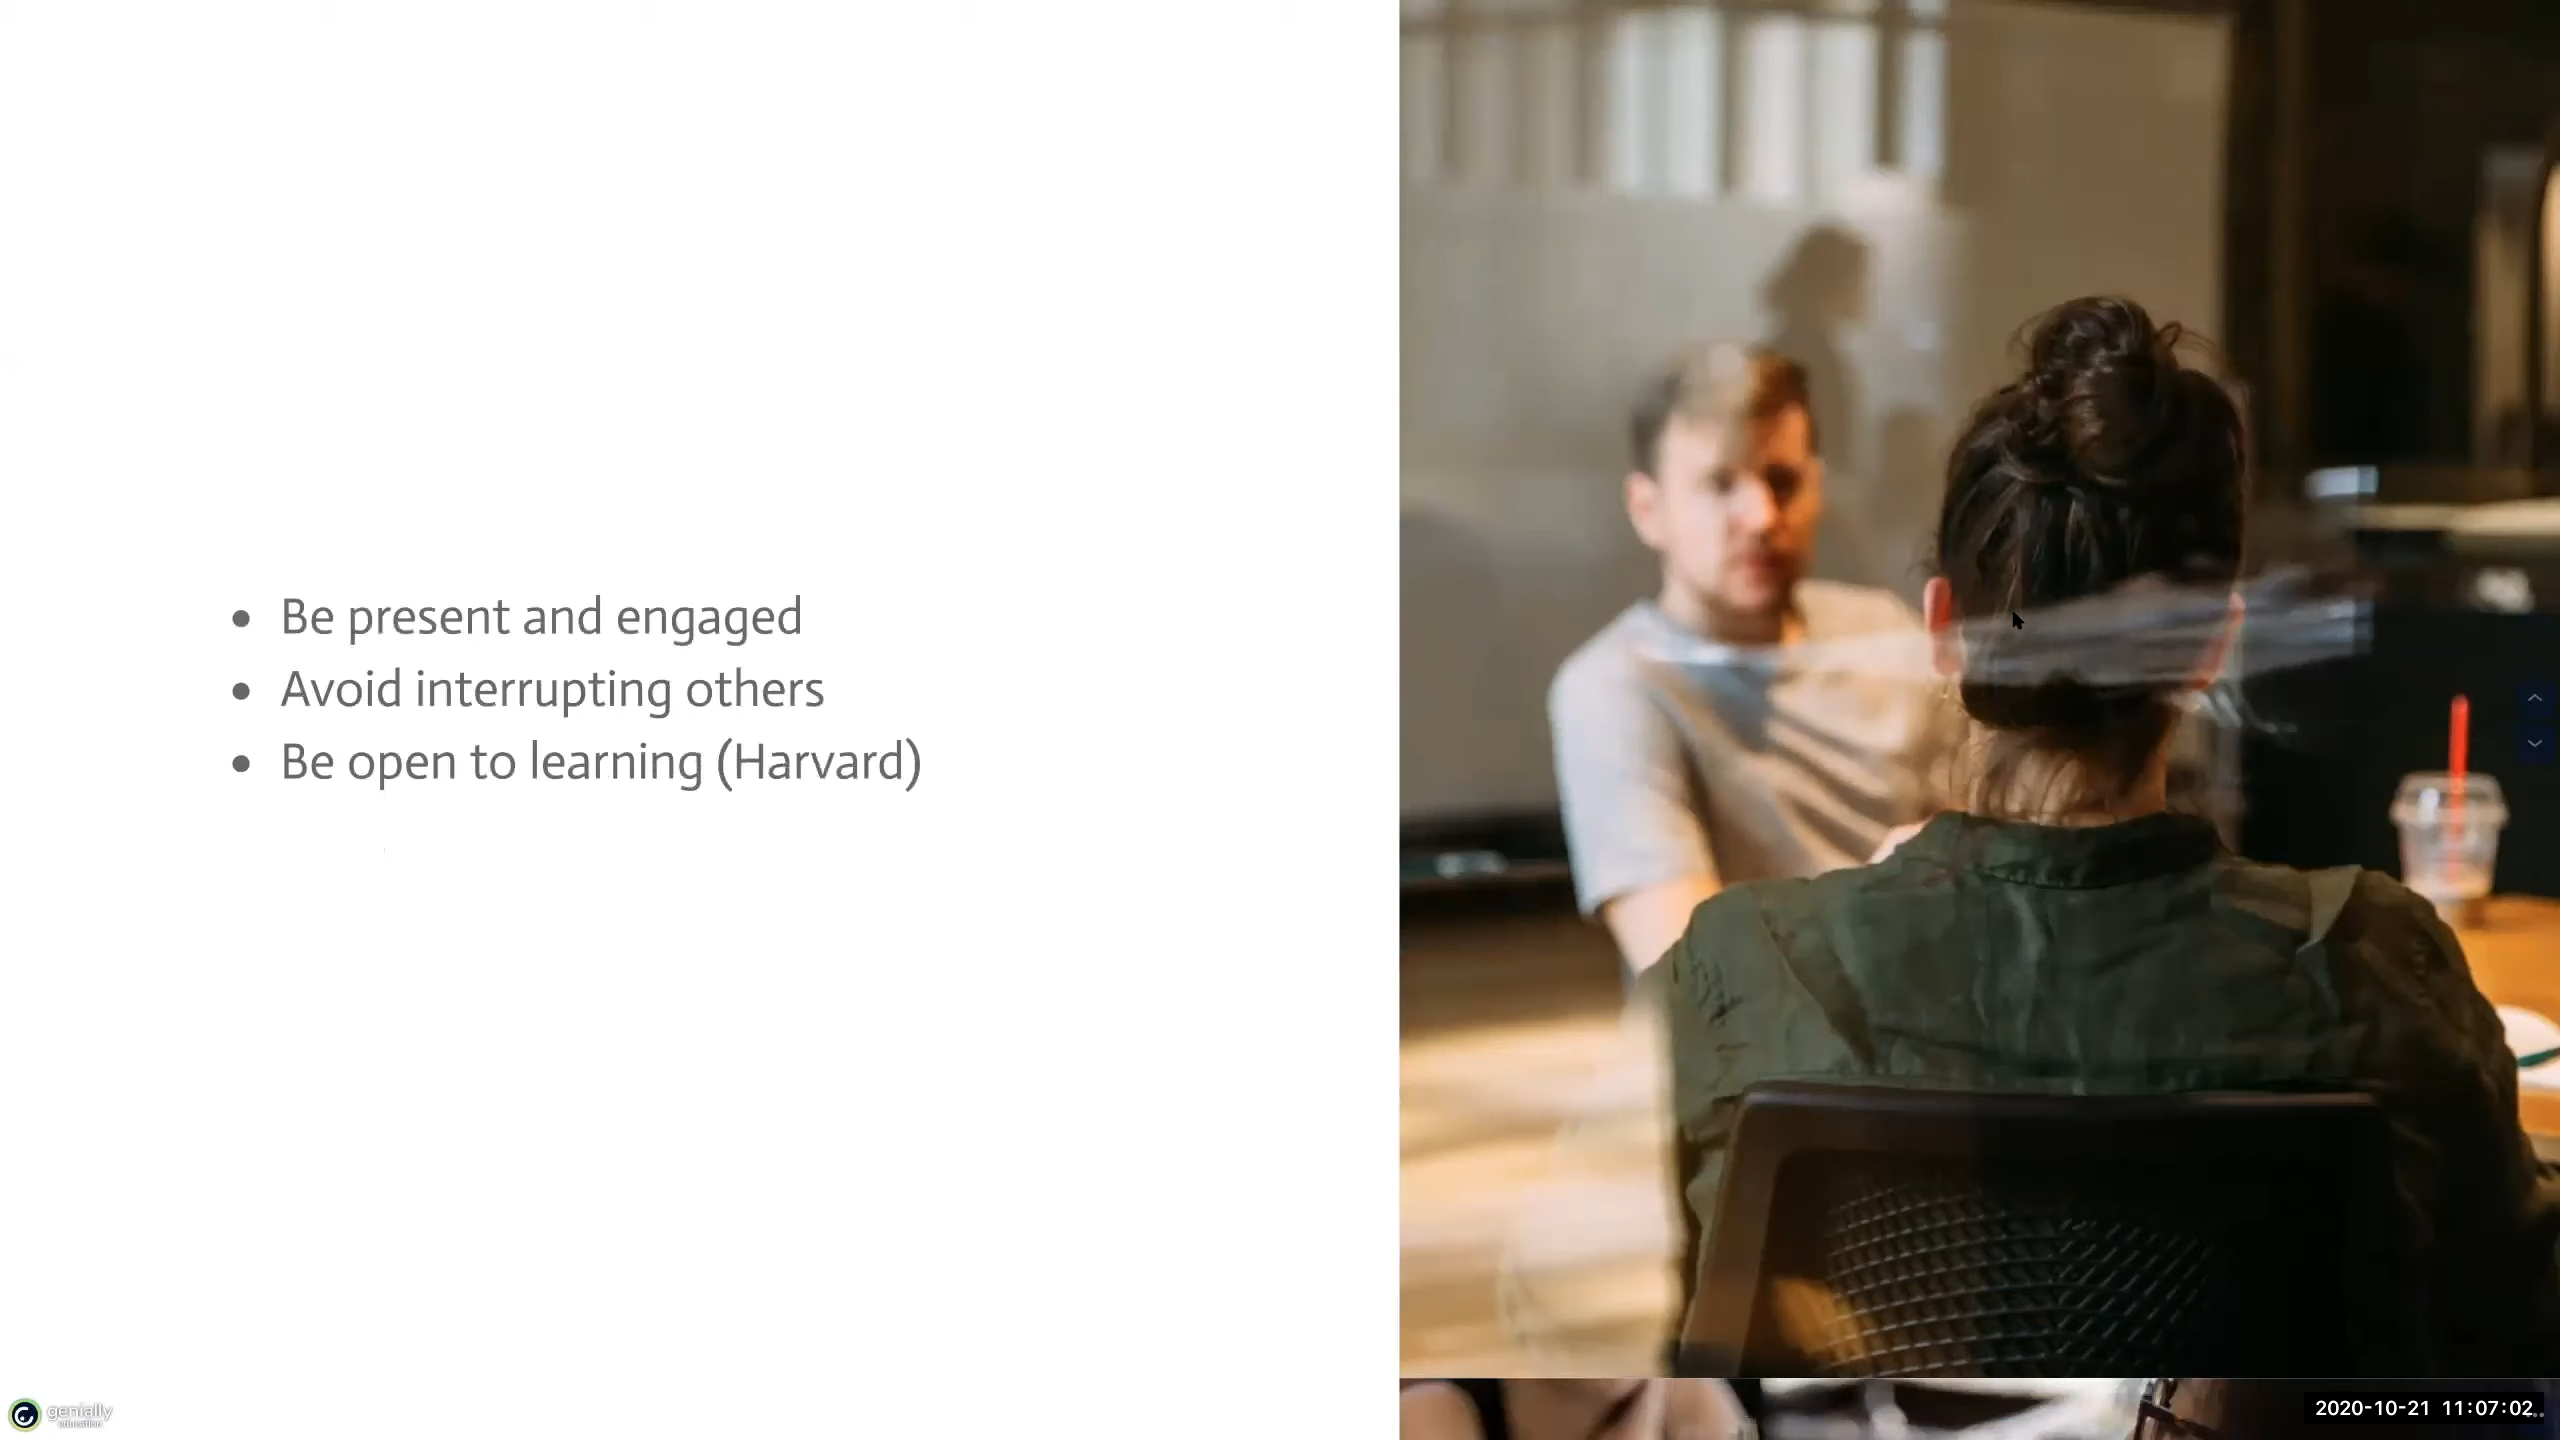 Be present and engaged
Avoid interrupting others
Be open to learning (Harvard)
genially
education
2020-10-21 11:07:02